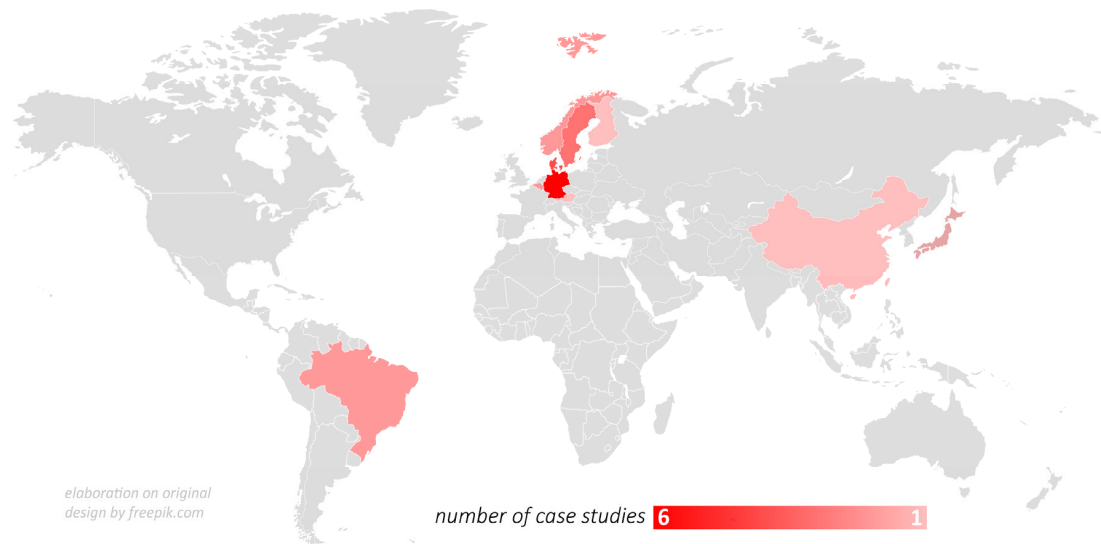 elaboration on original
design by freepik.com
number of case studies 6 1